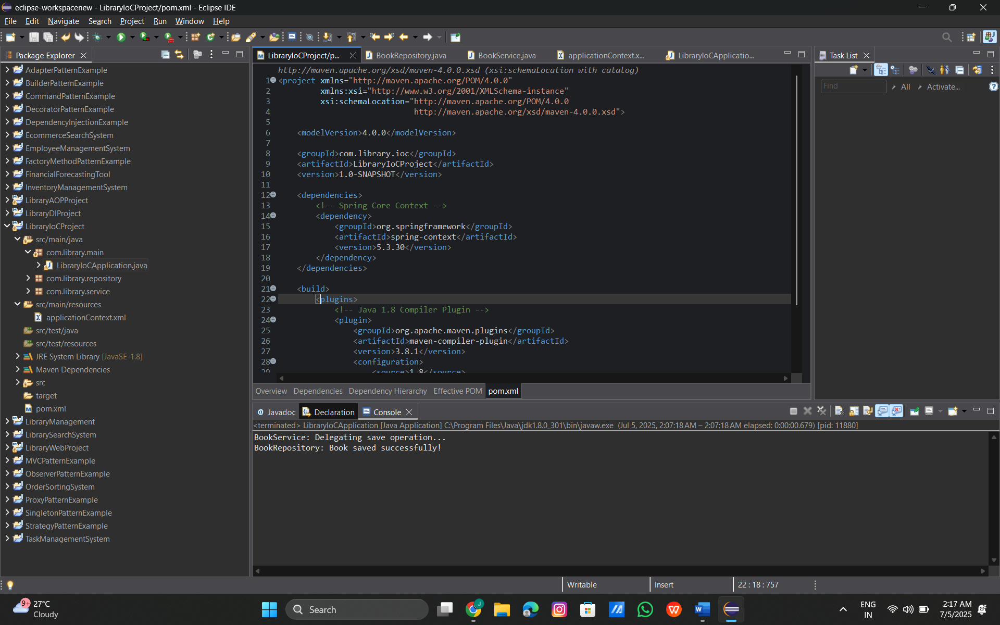 eclipse-workspacenew - LibraryIoCProject/pom.xml - Eclipse IDE
File Edit Navigate Search Project Run Window Help
Package Explorer
AdapterPatternExample
BuilderPatternExample
CommandPatternExample
DecoratorPatternExample
DependencyInjectionExample
EcommerceSearchSystem
EmployeeManagementSystem
FactoryMethodPatternExample
FinancialForecastingTool
InventoryManagementSystem
LibraryAOPProject
LibraryDIProject
LibraryIoCProject
src/main/java
com.library.main
LibraryIoCApplication.java
com.library.repository
com.library.service
src/main/resources
applicationContext.xml
src/test/java
src/test/resources
JRE System Library [JavaSE-1.8]
Maven Dependencies
src
target
pom.xml
LibraryManagement
LibrarySearchSystem
LibraryWebProject
MVCPatternExample
ObserverPatternExample
OrderSortingSystem
ProxyPatternExample
SingletonPatternExample
StrategyPatternExample
TaskManagementSystem
LibraryIoCProject/p... BookRepository.java BookService.java applicationContext.x... LibraryIoCApplicatio...
http://maven.apache.org/xsd/maven-4.0.0.xsd (xsi:schemaLocation with catalog)
1 <project xmlns="http://maven.apache.org/POM/4.0.0"
2 xmlns:xsi="http://www.w3.org/2001/XMLSchema-instance"
3 xsi:schemaLocation="http://maven.apache.org/POM/4.0.0
4 http://maven.apache.org/xsd/maven-4.0.0.xsd">
5
6 <modelVersion>4.0.0</modelVersion>
7
8 <groupId>com.library.ioc</groupId>
9 <artifactId>LibraryIoCProject</artifactId>
10 <version>1.0-SNAPSHOT</version>
11
12 <dependencies>
13 <!-- Spring Core Context -->
14 <dependency>
15 <groupId>org.springframework</groupId>
16 <artifactId>spring-context</artifactId>
17 <version>5.3.30</version>
18 </dependency>
19 </dependencies>
20
21 <build>
22 <plugins>
23 <!-- Java 1.8 Compiler Plugin -->
24 <plugin>
25 <groupId>org.apache.maven.plugins</groupId>
26 <artifactId>maven-compiler-plugin</artifactId>
27 <version>3.8.1</version>
28 <configuration>
29 <source>1.8</source>
Overview Dependencies Dependency Hierarchy Effective POM pom.xml
Task List
Find All Activate...
Javadoc Declaration Console
<terminated> LibraryIoCApplication [Java Application] C:\Program Files\Java\jdk1.8.0_301\bin\javaw.exe (Jul 5, 2025, 2:07:18 AM – 2:07:18 AM elapsed: 0:00:00.679) [pid: 11880]
BookService: Delegating save operation...
BookRepository: Book saved successfully!
Writable Insert 22 : 18 : 757
9+ 27°C
Cloudy
Search
ENG
IN
2:17 AM
7/5/2025